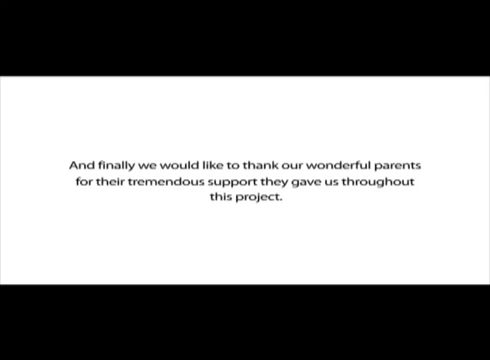 And finally we would like to thank our wonderful parents
for their tremendous support they gave us throughout
this project.